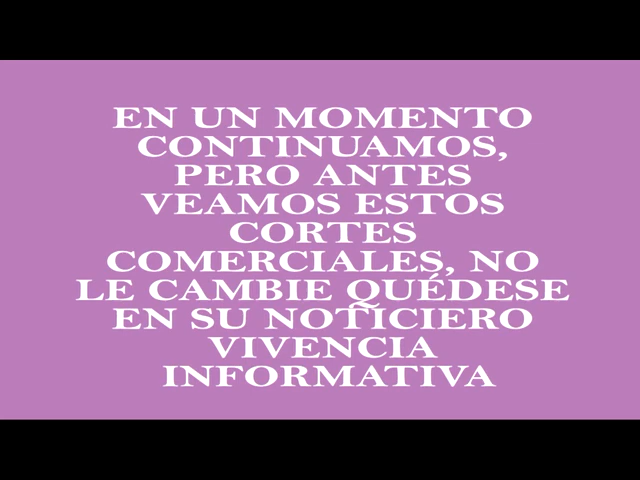 EN UN MOMENTO
CONTINUAMOS,
PERO ANTES
VEAMOS ESTOS
CORTES
COMERCIALES, NO
LE CAMBIE QUÉDESE
EN SU NOTICIERO
VIVENCIA
INFORMATIVA